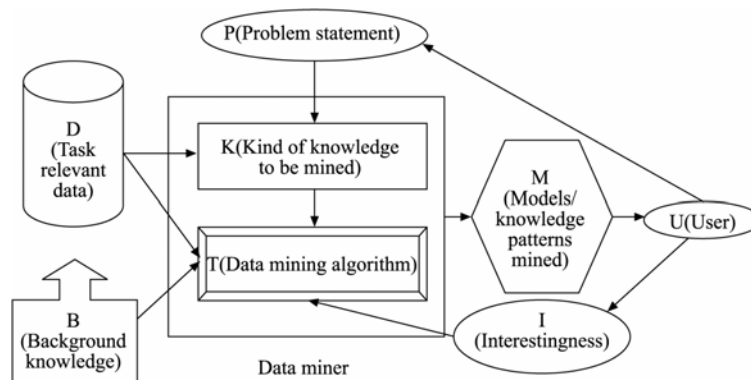 P(Problem statement)
D
(Task
relevant
data)
K(Kind of knowledge
to be mined)
M
(Models/
knowledge
patterns
mined)
U(User)
T(Data mining algorithm)
B
(Background
knowledge)
I
(Interestingness)
Data miner